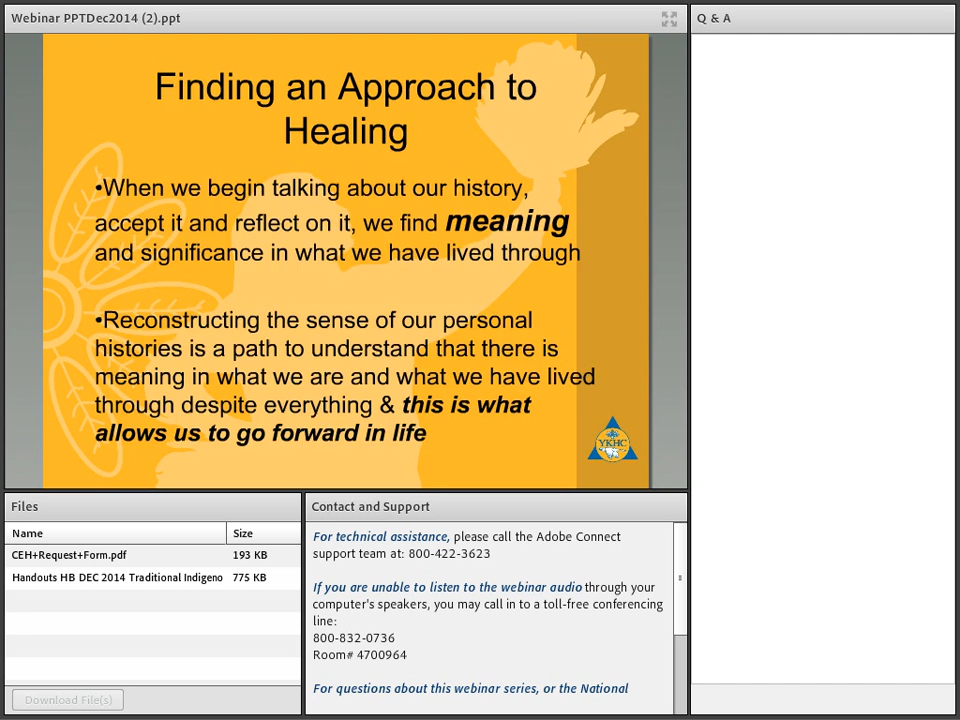 Webinar PPTDec2014 (2).ppt
Finding an Approach to
Healing
•When we begin talking about our history,
accept it and reflect on it, we find meaning
and significance in what we have lived through
•Reconstructing the sense of our personal
histories is a path to understand that there is
meaning in what we are and what we have lived
through despite everything & this is what
allows us to go forward in life
YKHC
Q & A
Files
Name Size
CEH+Request+Form.pdf 193 KB
Handouts HB DEC 2014 Traditional Indigeno 775 KB
Download File(s)
Contact and Support
For technical assistance, please call the Adobe Connect
support team at: 800-422-3623
If you are unable to listen to the webinar audio through your
computer's speakers, you may call in to a toll-free conferencing
line:
800-832-0736
Room# 4700964
For questions about this webinar series, or the National